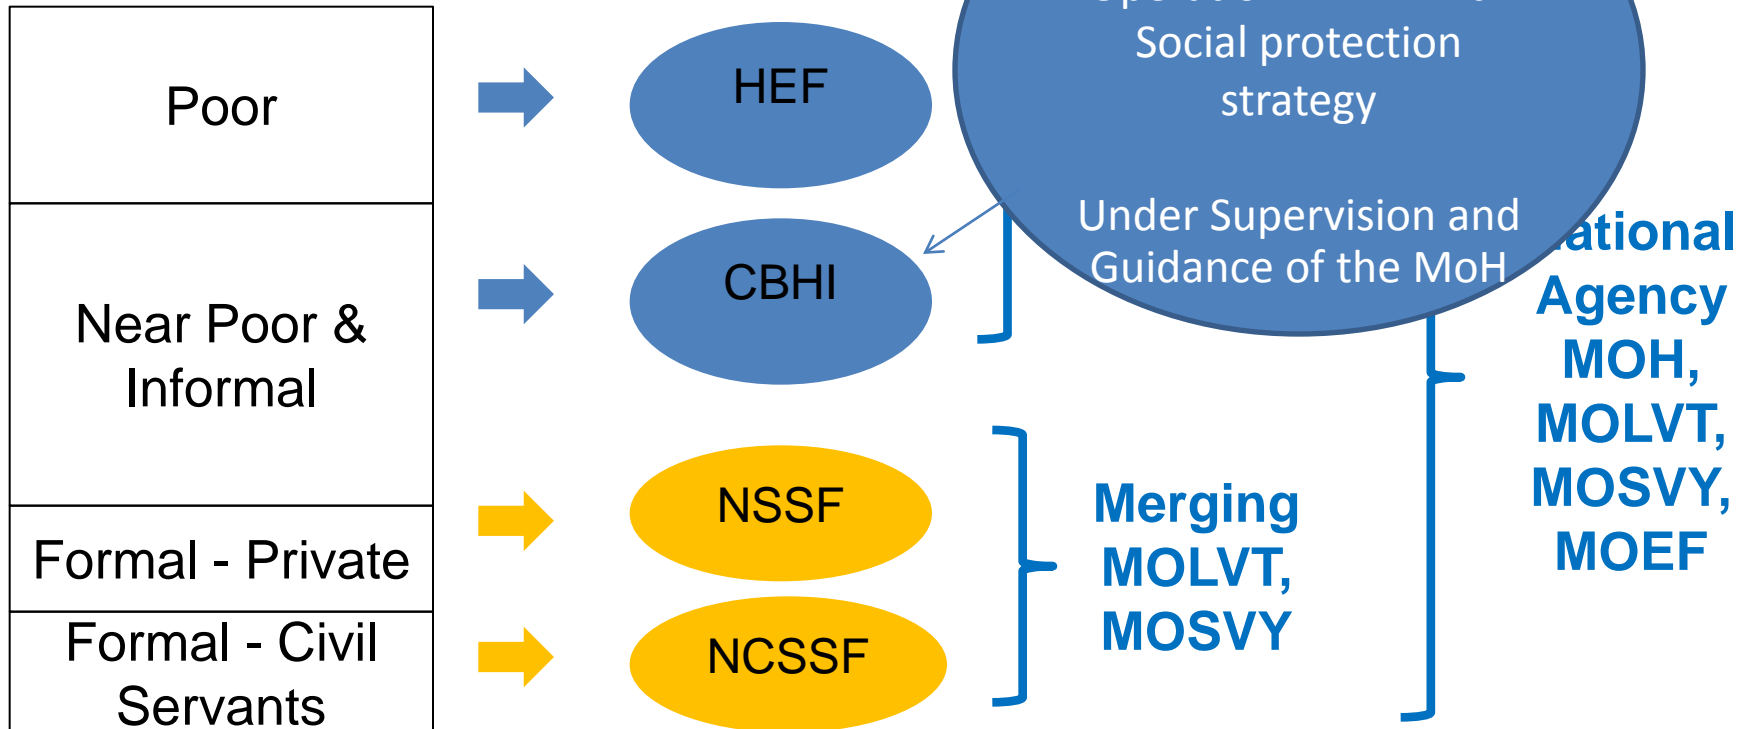 Poor
Near Poor &
Informal
Formal - Private
Formal - Civil
Servants
HEF
CBHI
NSSF
NCSSF
Social protection
strategy
Under Supervision and
Guidance of the MoH
Merging
MOLVT,
MOSVY
Agency
MOH,
MOLVT,
MOSVY,
MOEF